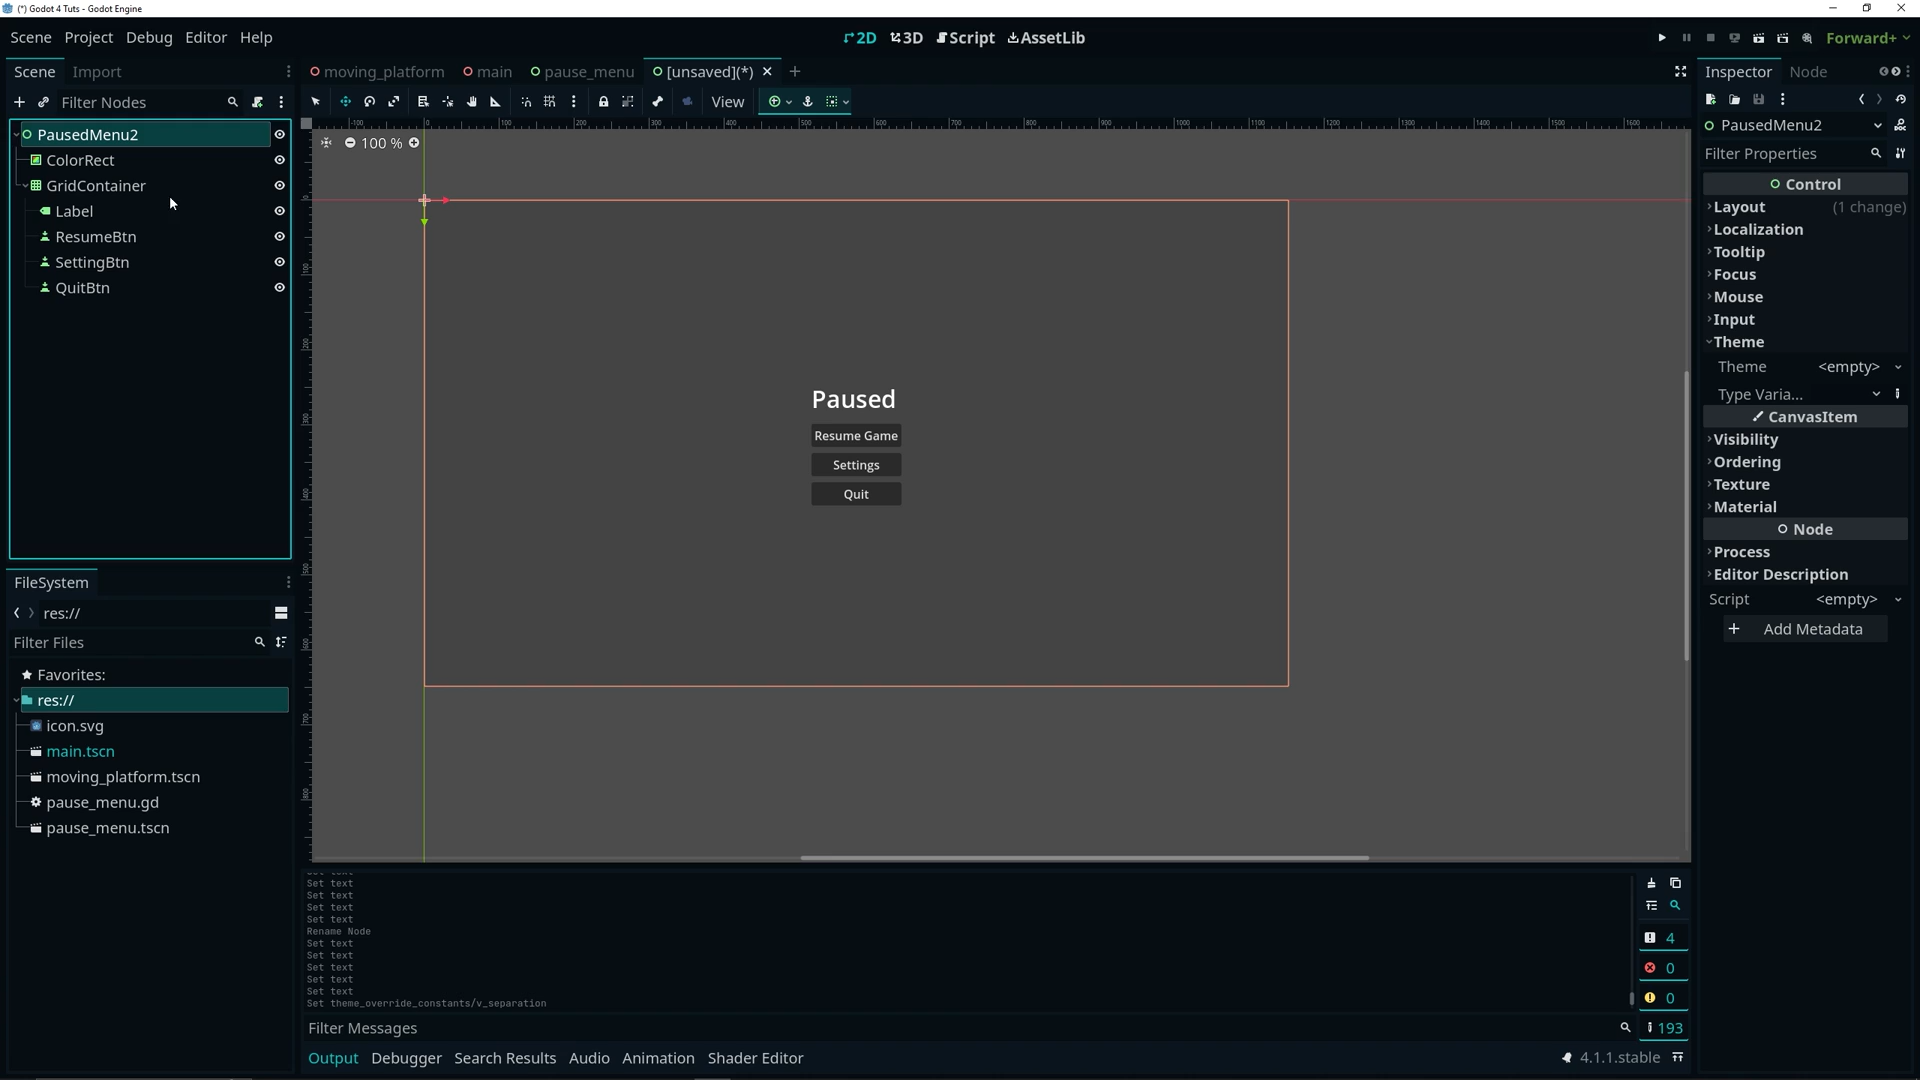 (*) Godot 4 Tuts - Godot Engine
Scene Project Debug Editor Help
2D 3D Script AssetLib
Forward+
Scene Import
moving_platform main pause_menu [unsaved](*)
Inspector Node
Filter Nodes
View
PausedMenu2
ColorRect
GridContainer
Label
ResumeBtn
SettingBtn
QuitBtn
100 %
Paused
Resume Game
Settings
Quit
PausedMenu2
Filter Properties
Control
Layout (1 change)
Localization
Tooltip
Focus
Mouse
Input
Theme
Theme <empty>
Type Varia...
CanvasItem
Visibility
Ordering
Texture
Material
Node
Process
Editor Description
Script <empty>
Add Metadata
FileSystem
res://
Filter Files
Favorites:
res://
icon.svg
main.tscn
moving_platform.tscn
pause_menu.gd
pause_menu.tscn
Set text
Set text
Set text
Set text
Rename Node
Set text
Set text
Set text
Set text
Set text
Set theme_override_constants/v_separation
4
0
0
193
Filter Messages
Output Debugger Search Results Audio Animation Shader Editor
4.1.1.stable